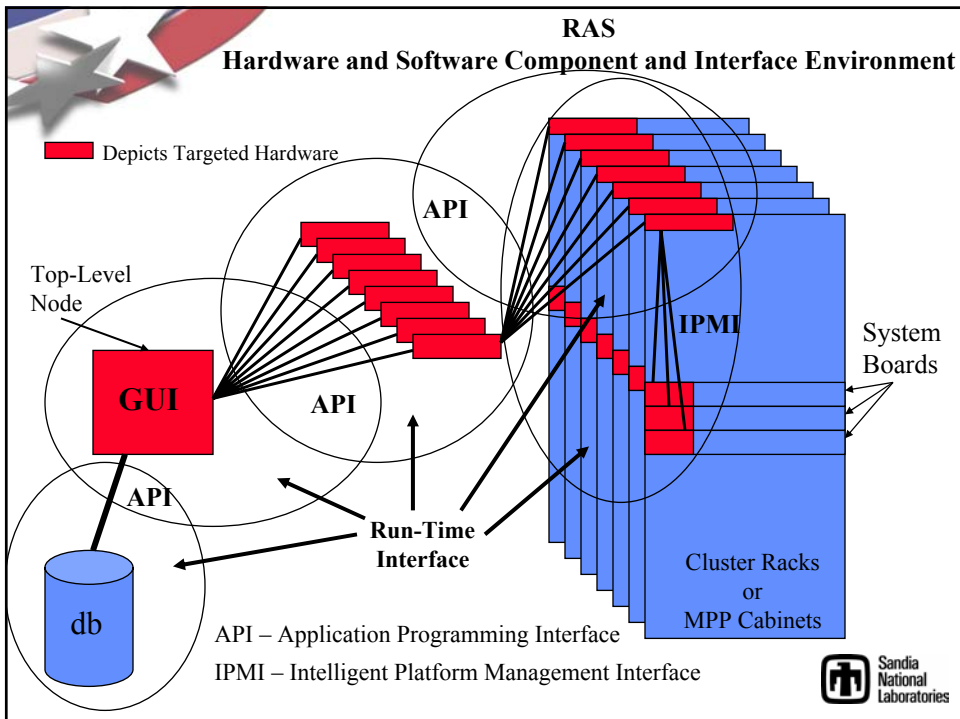 RAS
Hardware and Software Component and Interface Environment
Depicts Targeted Hardware
API
Top-Level
Node
IPMI
System
Boards
GUI
API
API
Run-Time
Interface
Cluster Racks
or
MPP Cabinets
db
API – Application Programming Interface
IPMI – Intelligent Platform Management Interface
Sandia
National
Laboratories